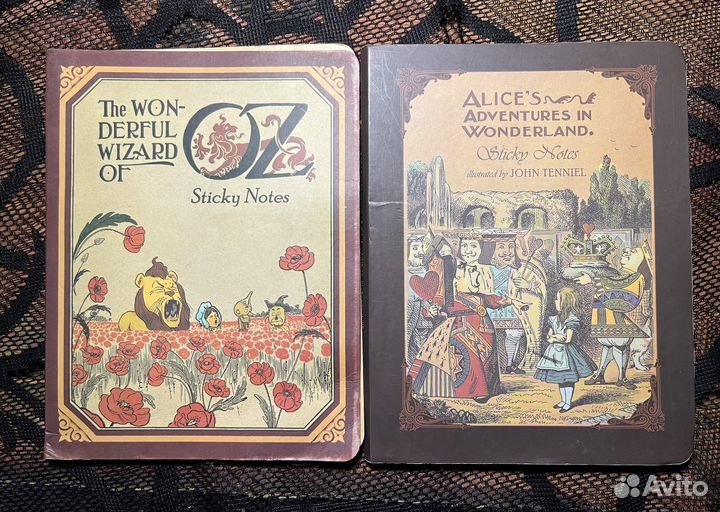 The WON-
DERFUL
WIZARD
OF
OZ
Sticky Notes
ALICE'S
ADVENTURES IN
WONDERLAND.
Sticky Notes
illustrated by JOHN TENNIEL
Avito